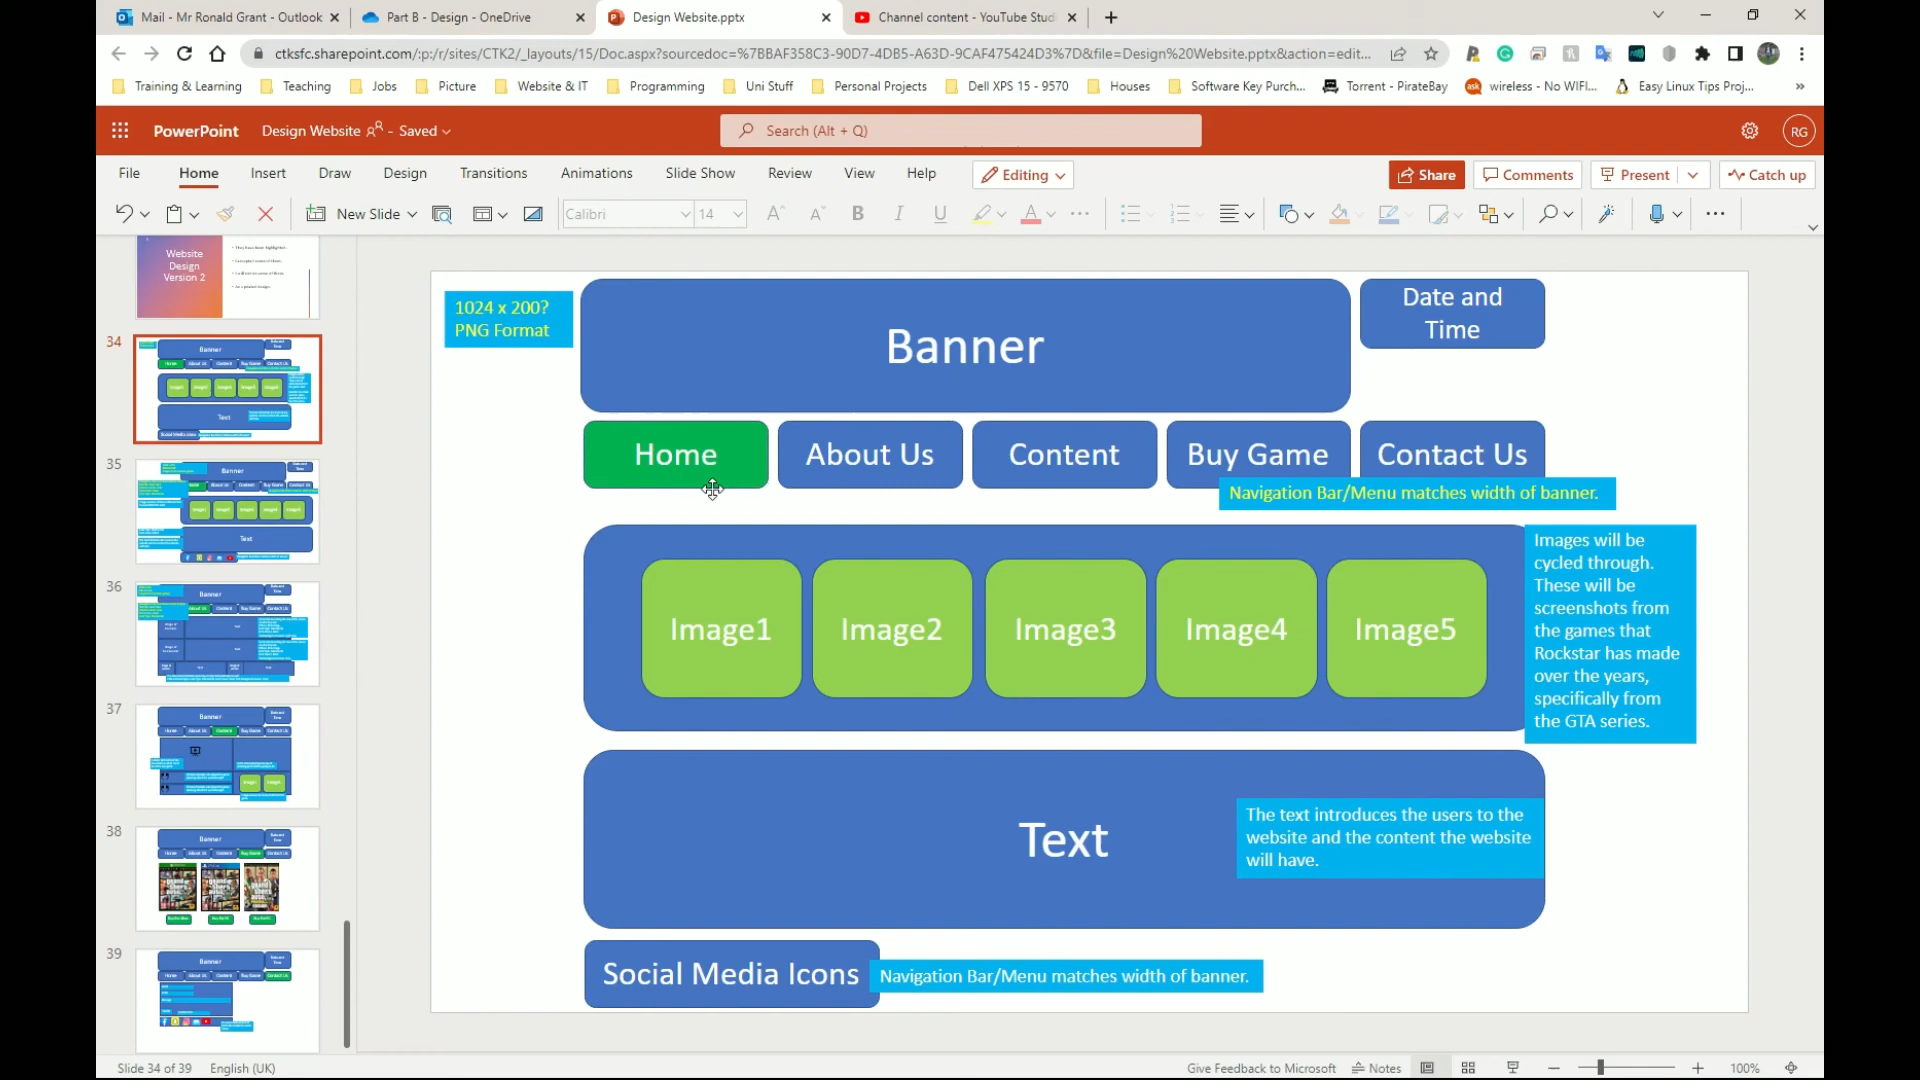 Mail - Mr Ronald Grant - Outlook
Part B - Design - OneDrive
Design Website.pptx
Channel content - YouTube Studi
ctksfc.sharepoint.com/:p:/r/sites/CTK2/_layouts/15/Doc.aspx?sourcedoc=%7BBAF358C3-90D7-4DB5-A63D-9CAF475424D3%7D&file=Design%20Website.pptx&action=edit...
Training & Learning
Teaching
Jobs
Picture
Website & IT
Programming
Uni Stuff
Personal Projects
Dell XPS 15 - 9570
Houses
Software Key Purch...
Torrent - PirateBay
ask
wireless - No WIFI...
Easy Linux Tips Proj...
PowerPoint
Design Website
- Saved
Search (Alt + Q)
RG
File
Home
Insert
Draw
Design
Transitions
Animations
Slide Show
Review
View
Help
Editing
Share
Comments
Present
Catch up
New Slide
Calibri
14
Website
Design
Version 2
34
35
36
37
38
39
1024 x 200?
PNG Format
Banner
Date and
Time
Home
About Us
Content
Buy Game
Contact Us
Navigation Bar/Menu matches width of banner.
Image1
Image2
Image3
Image4
Image5
Images will be
cycled through.
These will be
screenshots from
the games that
Rockstar has made
over the years,
specifically from
the GTA series.
Text
The text introduces the users to the
website and the content the website
will have.
Social Media Icons
Navigation Bar/Menu matches width of banner.
Slide 34 of 39
English (UK)
Give Feedback to Microsoft
Notes
100%